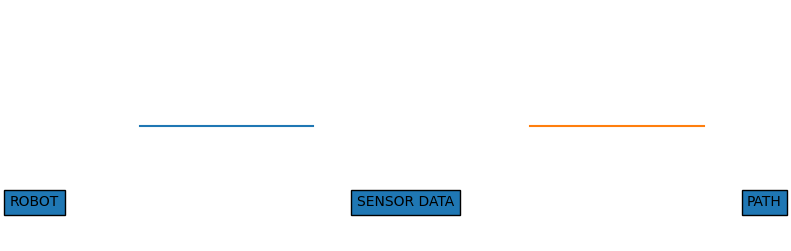 ROBOT
SENSOR DATA
PATH